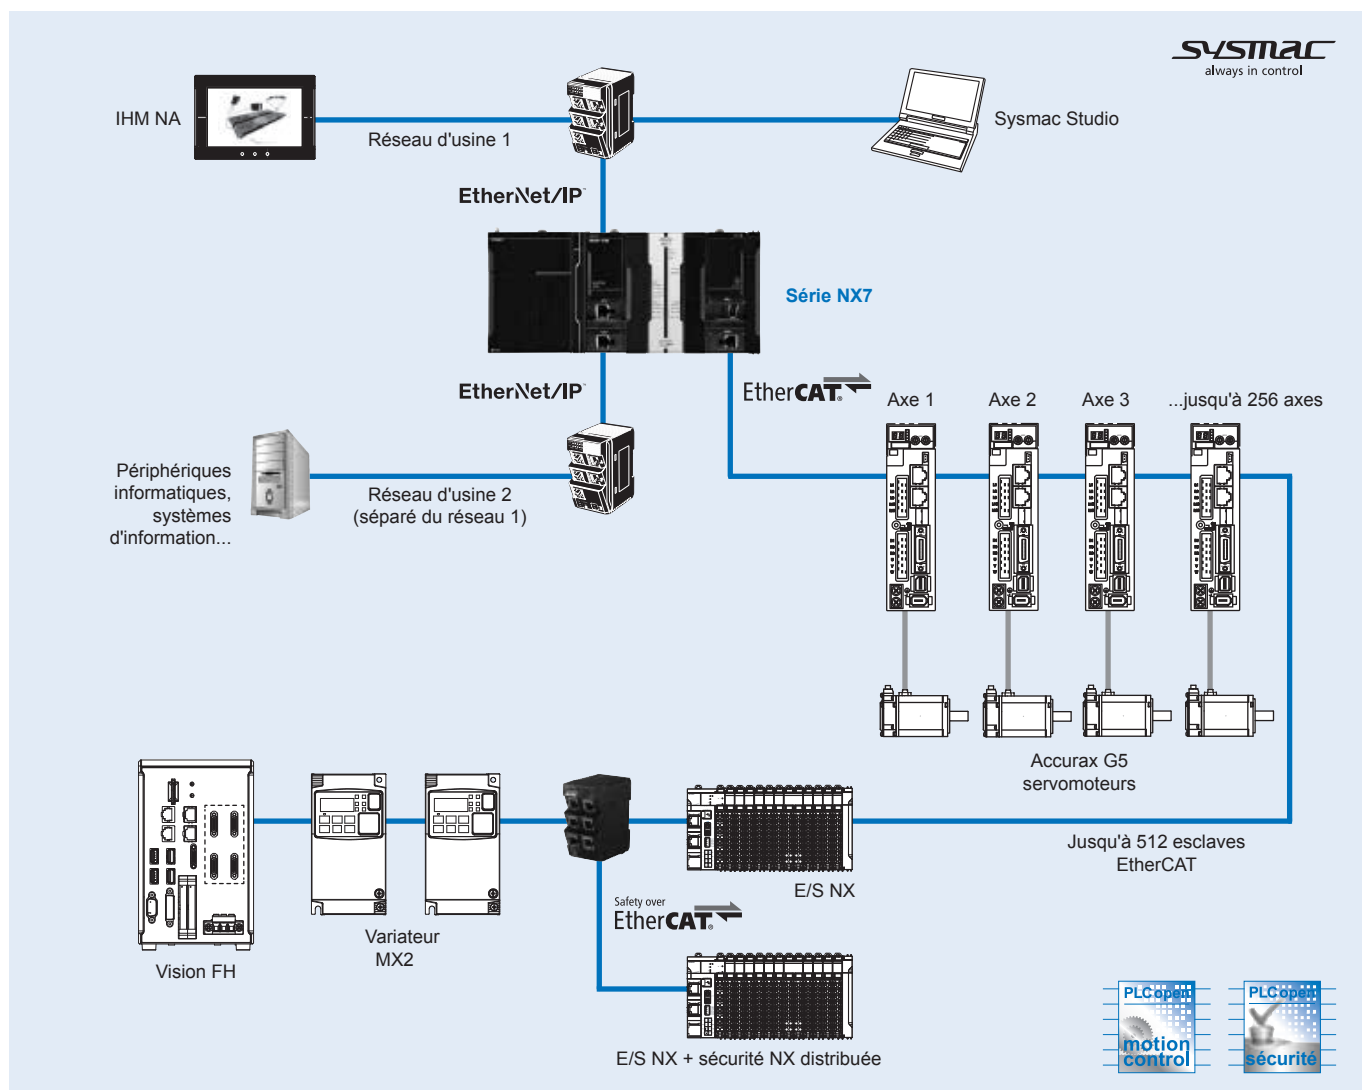 sysmac
always in control
IHM NA
Réseau d'usine 1
Sysmac Studio
EtherNet/IP™
Série NX7
EtherNet/IP™
EtherCAT®
Axe 1
Axe 2
Axe 3
...jusqu'à 256 axes
Périphériques
informatiques,
systèmes
d'information...
Réseau d'usine 2
(séparé du réseau 1)
Accurax G5
servomoteurs
Jusqu'à 512 esclaves
EtherCAT
E/S NX
Safety over
EtherCAT®
Variateur
MX2
Vision FH
E/S NX + sécurité NX distribuée
PLCopen
motion
control
PLCopen
sécurité